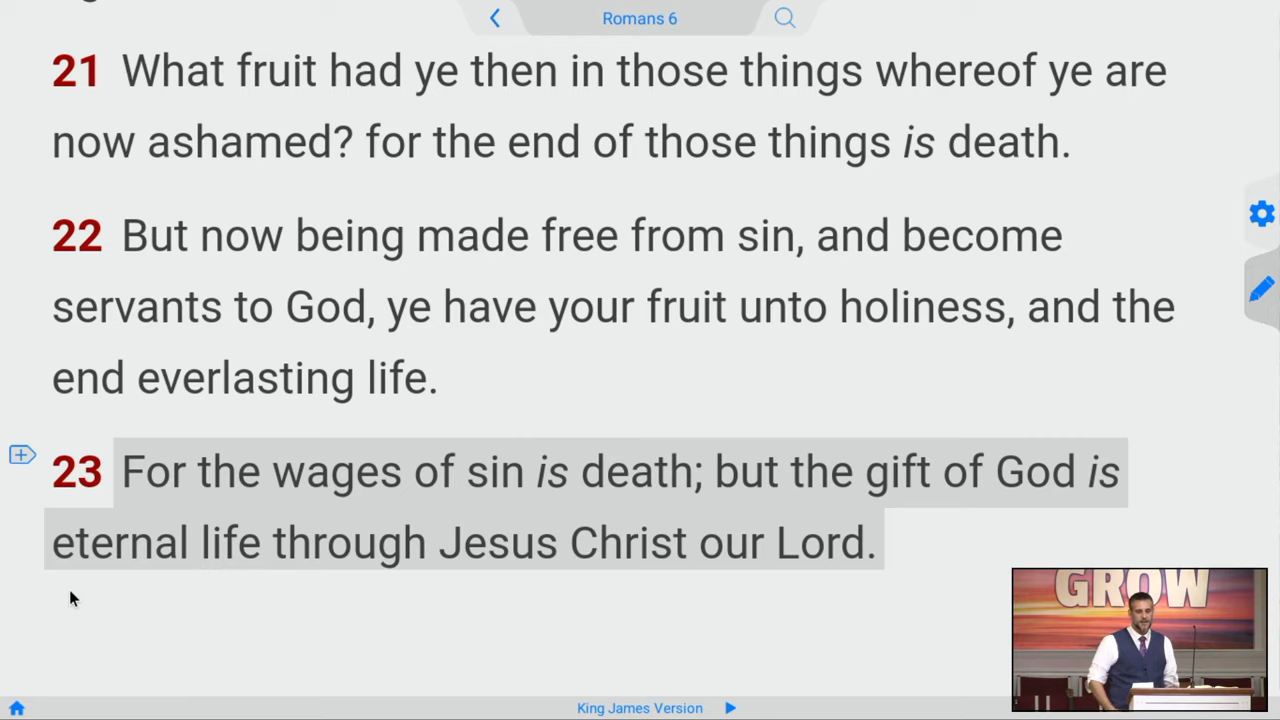 Romans 6
21 What fruit had ye then in those things whereof ye are
now ashamed? for the end of those things is death.
22 But now being made free from sin, and become
servants to God, ye have your fruit unto holiness, and the
end everlasting life.
23 For the wages of sin is death; but the gift of God is
eternal life through Jesus Christ our Lord.
GROW
King James Version